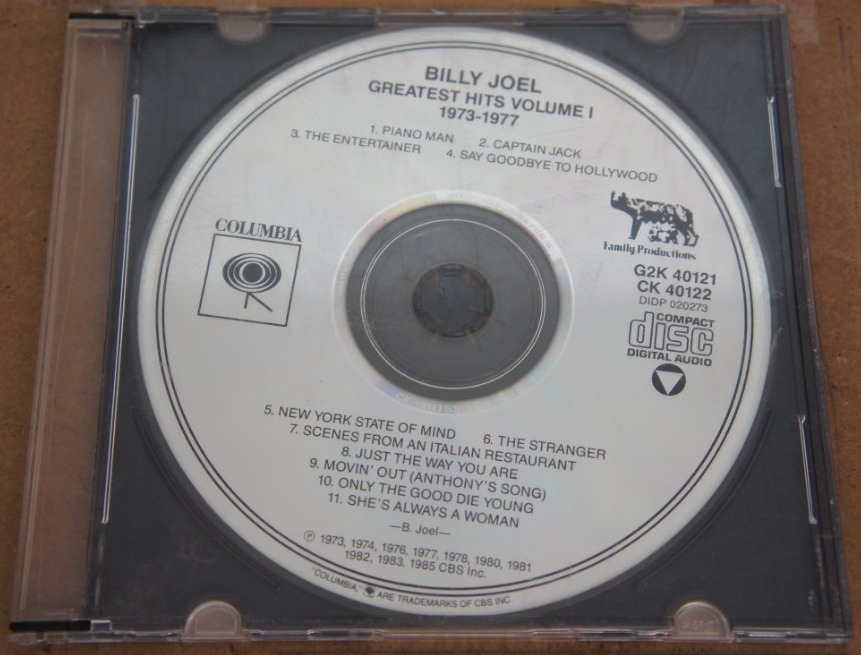 BILLY JOEL
GREATEST HITS VOLUME I
1973-1977
1. PIANO MAN 2. CAPTAIN JACK
3. THE ENTERTAINER 4. SAY GOODBYE TO HOLLYWOOD
COLUMBIA
Family Productions
G2K 40121
CK 40122
DIDP 020273
COMPACT
disc
DIGITAL AUDIO
5. NEW YORK STATE OF MIND 6. THE STRANGER
7. SCENES FROM AN ITALIAN RESTAURANT
8. JUST THE WAY YOU ARE
9. MOVIN' OUT (ANTHONY'S SONG)
10. ONLY THE GOOD DIE YOUNG
11. SHE'S ALWAYS A WOMAN
—B. Joel—
℗ 1973, 1974, 1976, 1977, 1978, 1980, 1981
1982, 1983, 1985 CBS Inc.
"COLUMBIA," ARE TRADEMARKS OF CBS INC.